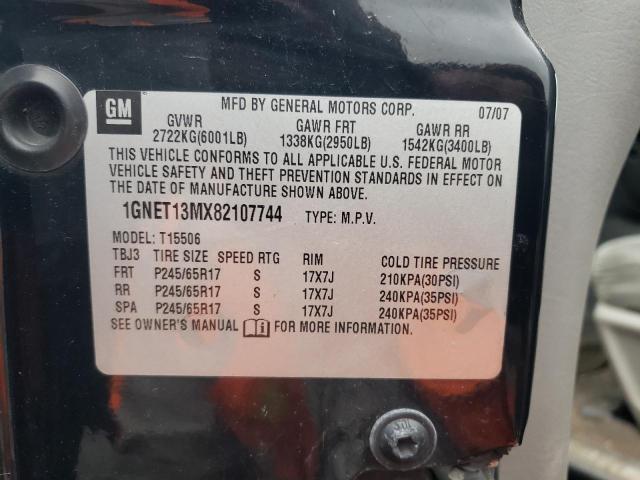 GM
MFD BY GENERAL MOTORS CORP. 07/07
GVWR GAWR FRT GAWR RR
2722KG(6001LB) 1338KG(2950LB) 1542KG(3400LB)
THIS VEHICLE CONFORMS TO ALL APPLICABLE U.S. FEDERAL MOTOR
VEHICLE SAFETY AND THEFT PREVENTION STANDARDS IN EFFECT ON
THE DATE OF MANUFACTURE SHOWN ABOVE.
1GNET13MX82107744 TYPE: M.P.V.
MODEL: T15506
TBJ3 TIRE SIZE SPEED RTG RIM COLD TIRE PRESSURE
FRT P245/65R17 S 17X7J 210KPA(30PSI)
RR P245/65R17 S 17X7J 240KPA(35PSI)
SPA P245/65R17 S 17X7J 240KPA(35PSI)
SEE OWNER'S MANUAL FOR MORE INFORMATION.